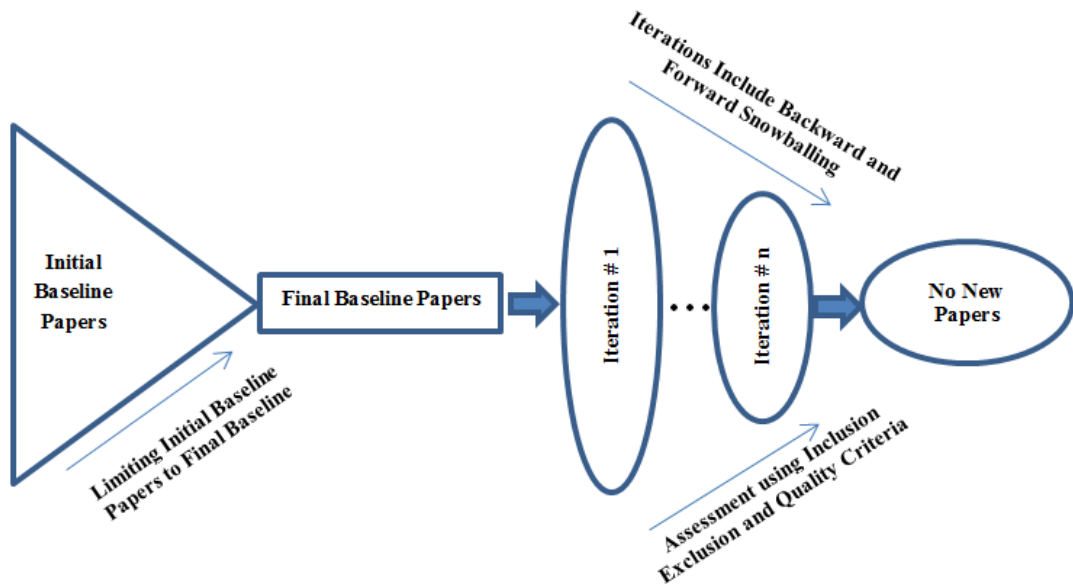 Iterations Include Backward and
Forward Snowballing
Initial
Baseline
Papers
Final Baseline Papers
Iteration # 1
Iteration # n
No New
Papers
Limiting Initial Baseline
Papers to Final Baseline
Assessment using Inclusion
Exclusion and Quality Criteria